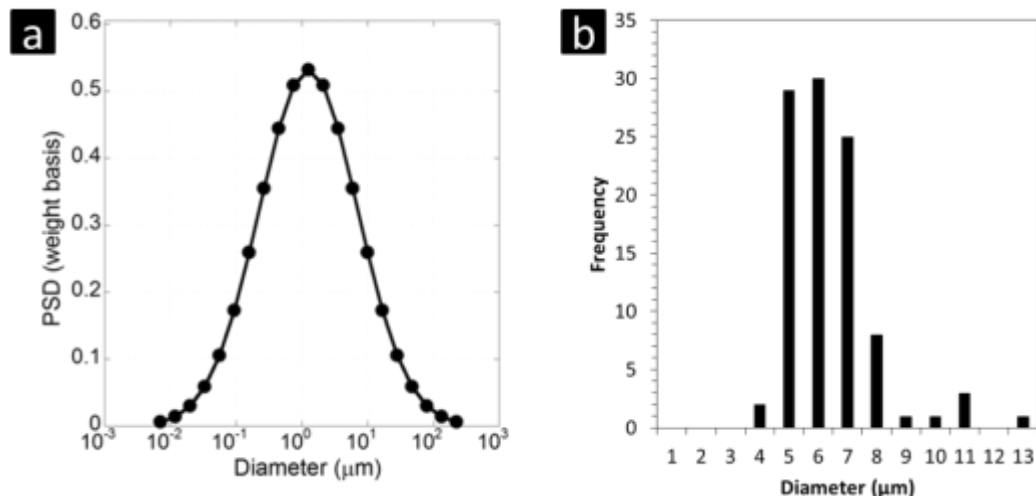 a
0.6
0.5
0.4
0.3
0.2
0.1
0
PSD (weight basis)
10-3 10-2 10-1 100 101 102 103
Diameter (μm)
b
35
30
25
20
15
10
5
0
Frequency
1 2 3 4 5 6 7 8 9 10 11 12 13
Diameter (μm)